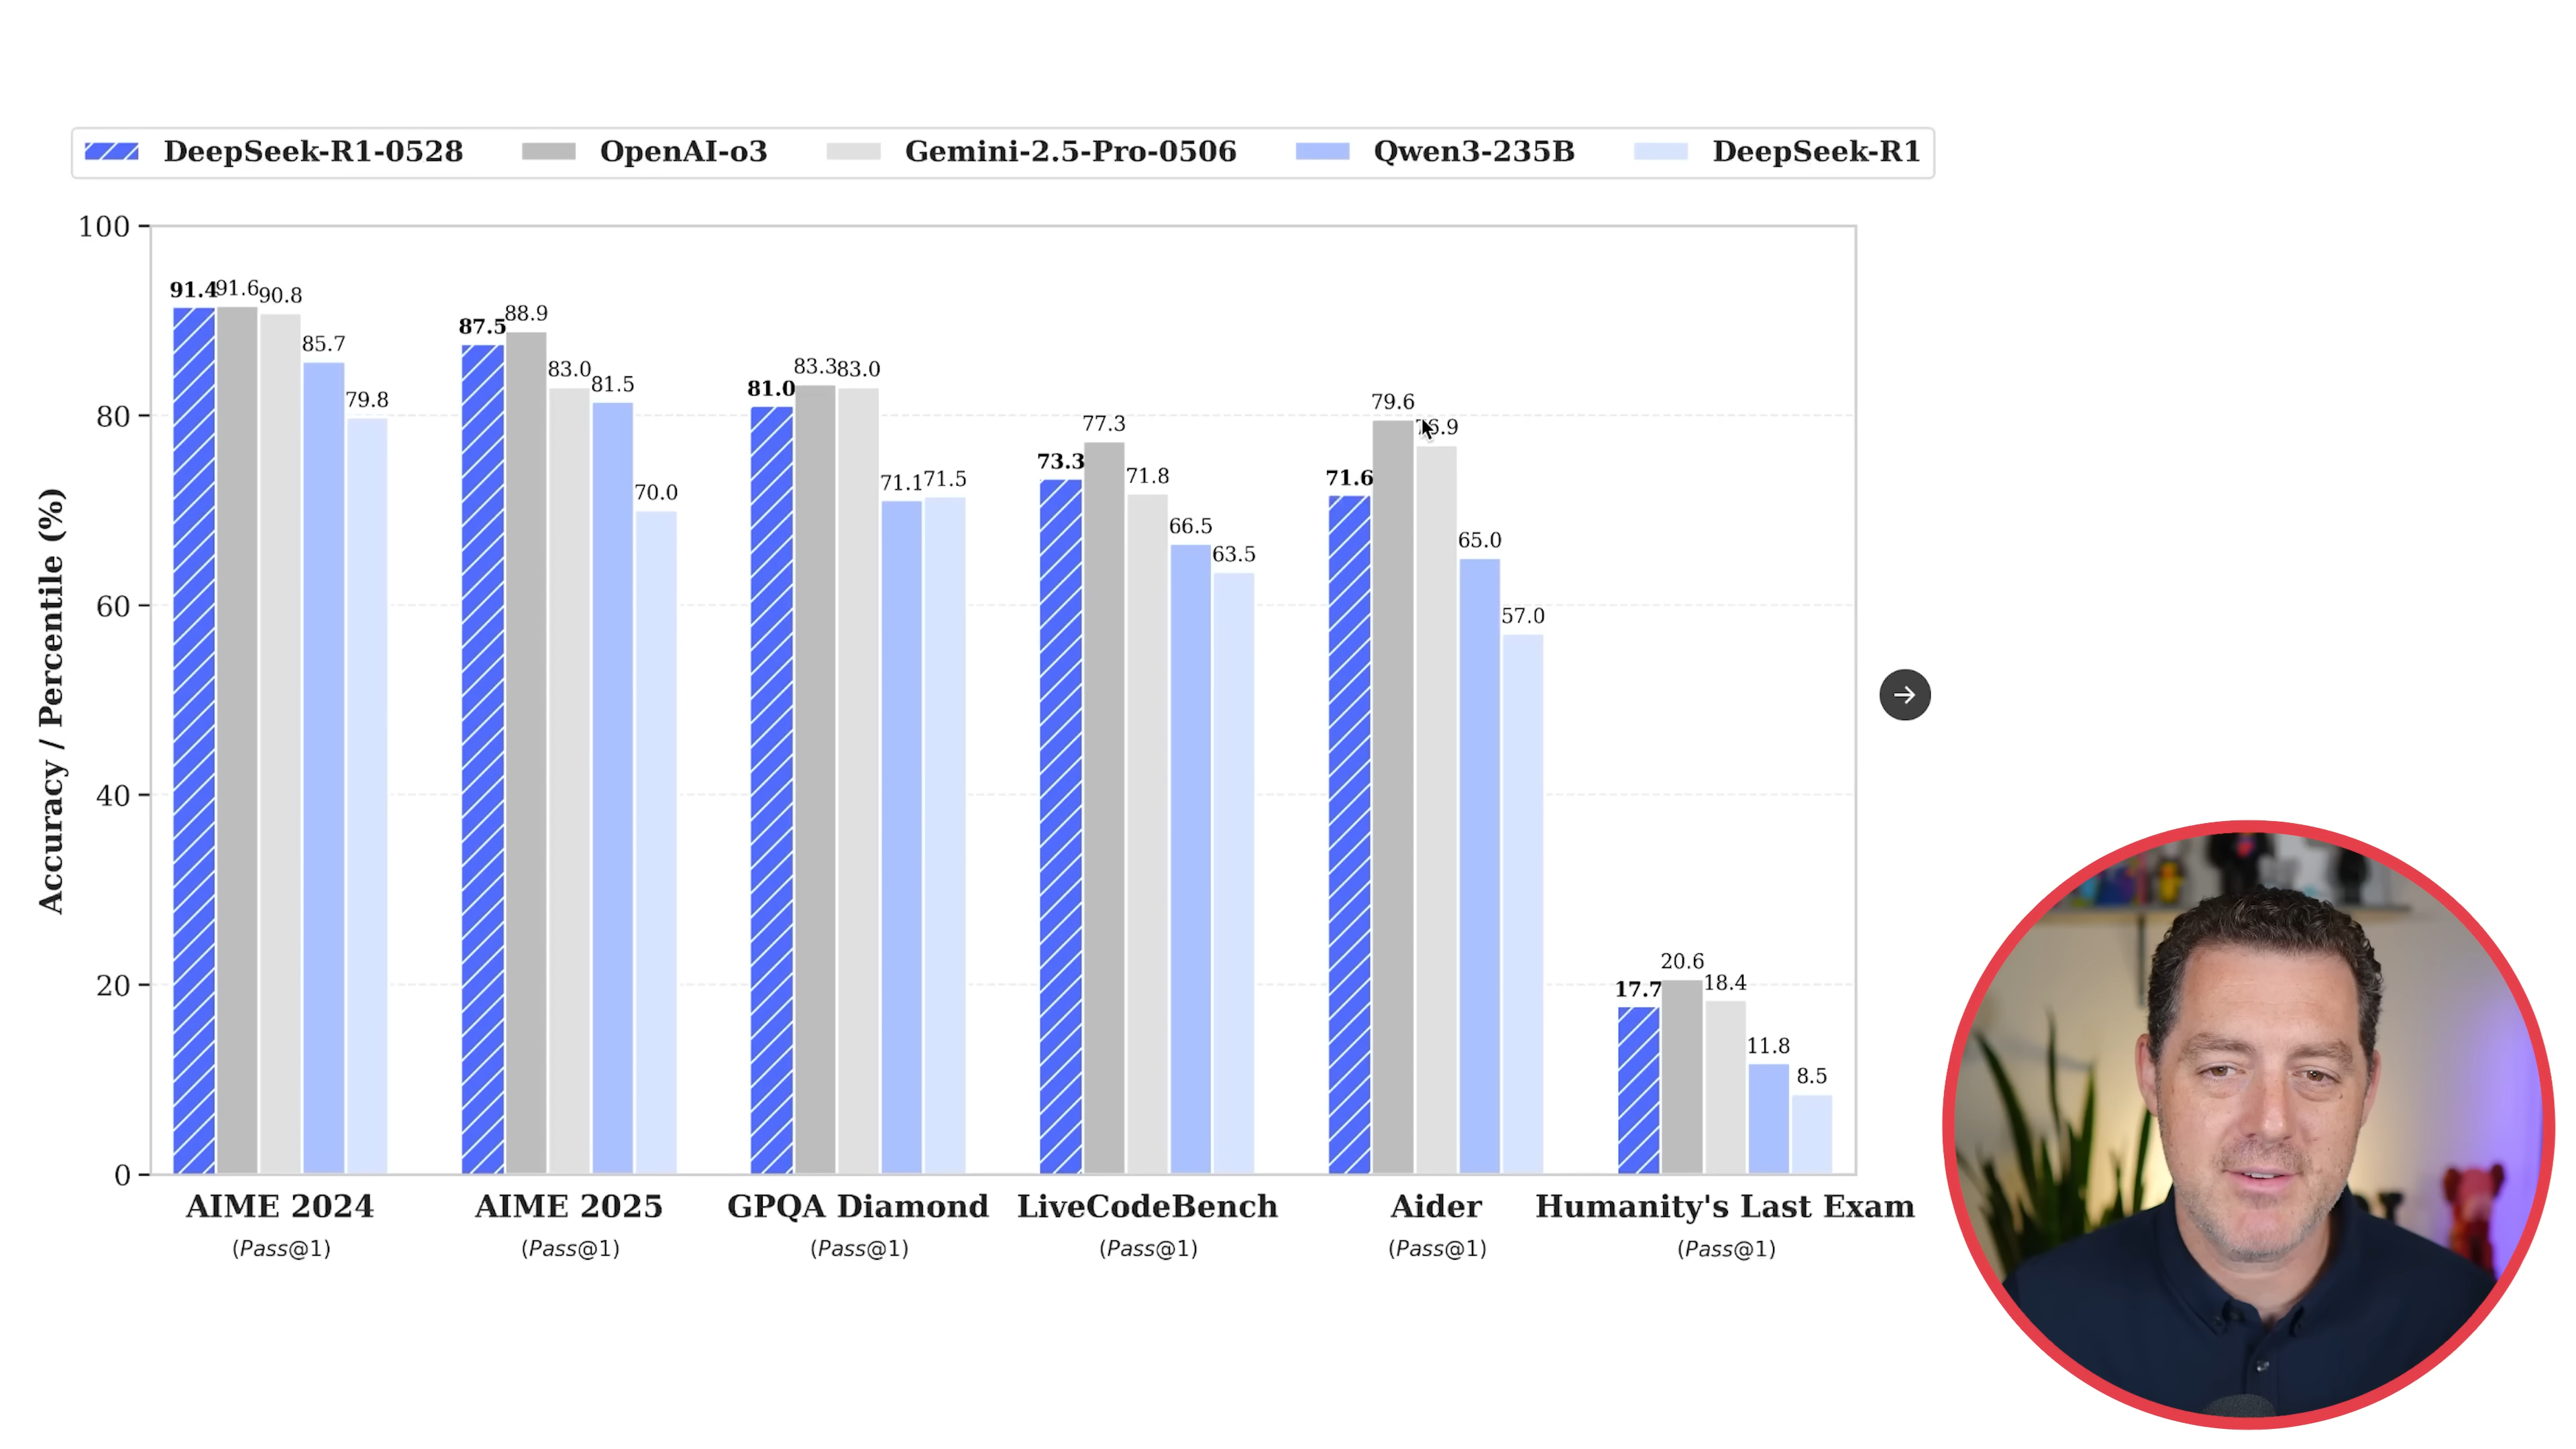 DeepSeek-R1-0528 OpenAI-o3 Gemini-2.5-Pro-0506 Qwen3-235B DeepSeek-R1
Accuracy / Percentile (%)
100
80
60
40
20
0
91.4 91.6 90.8 85.7 79.8
87.5 88.9 83.0 81.5 70.0
81.0 83.3 83.0 71.1 71.5
73.3 77.3 71.8 66.5 63.5
71.6 79.6 76.9 65.0 57.0
17.7 20.6 18.4 11.8 8.5
AIME 2024 AIME 2025 GPQA Diamond LiveCodeBench Aider Humanity's Last Exam
(Pass@1) (Pass@1) (Pass@1) (Pass@1) (Pass@1) (Pass@1)